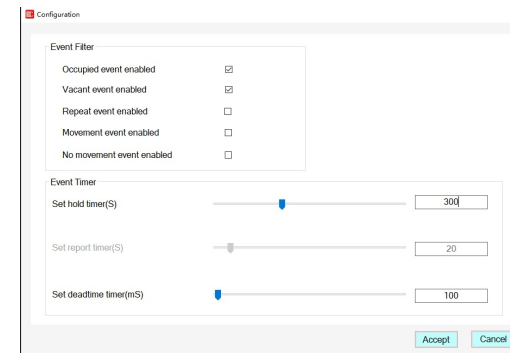 Configuration
Event Filter
Occupied event enabled
Vacant event enabled
Repeat event enabled
Movement event enabled
No movement event enabled
Event Timer
Set hold timer(S) 300
Set report timer(S) 20
Set deadtime timer(mS) 100
Accept Cancel